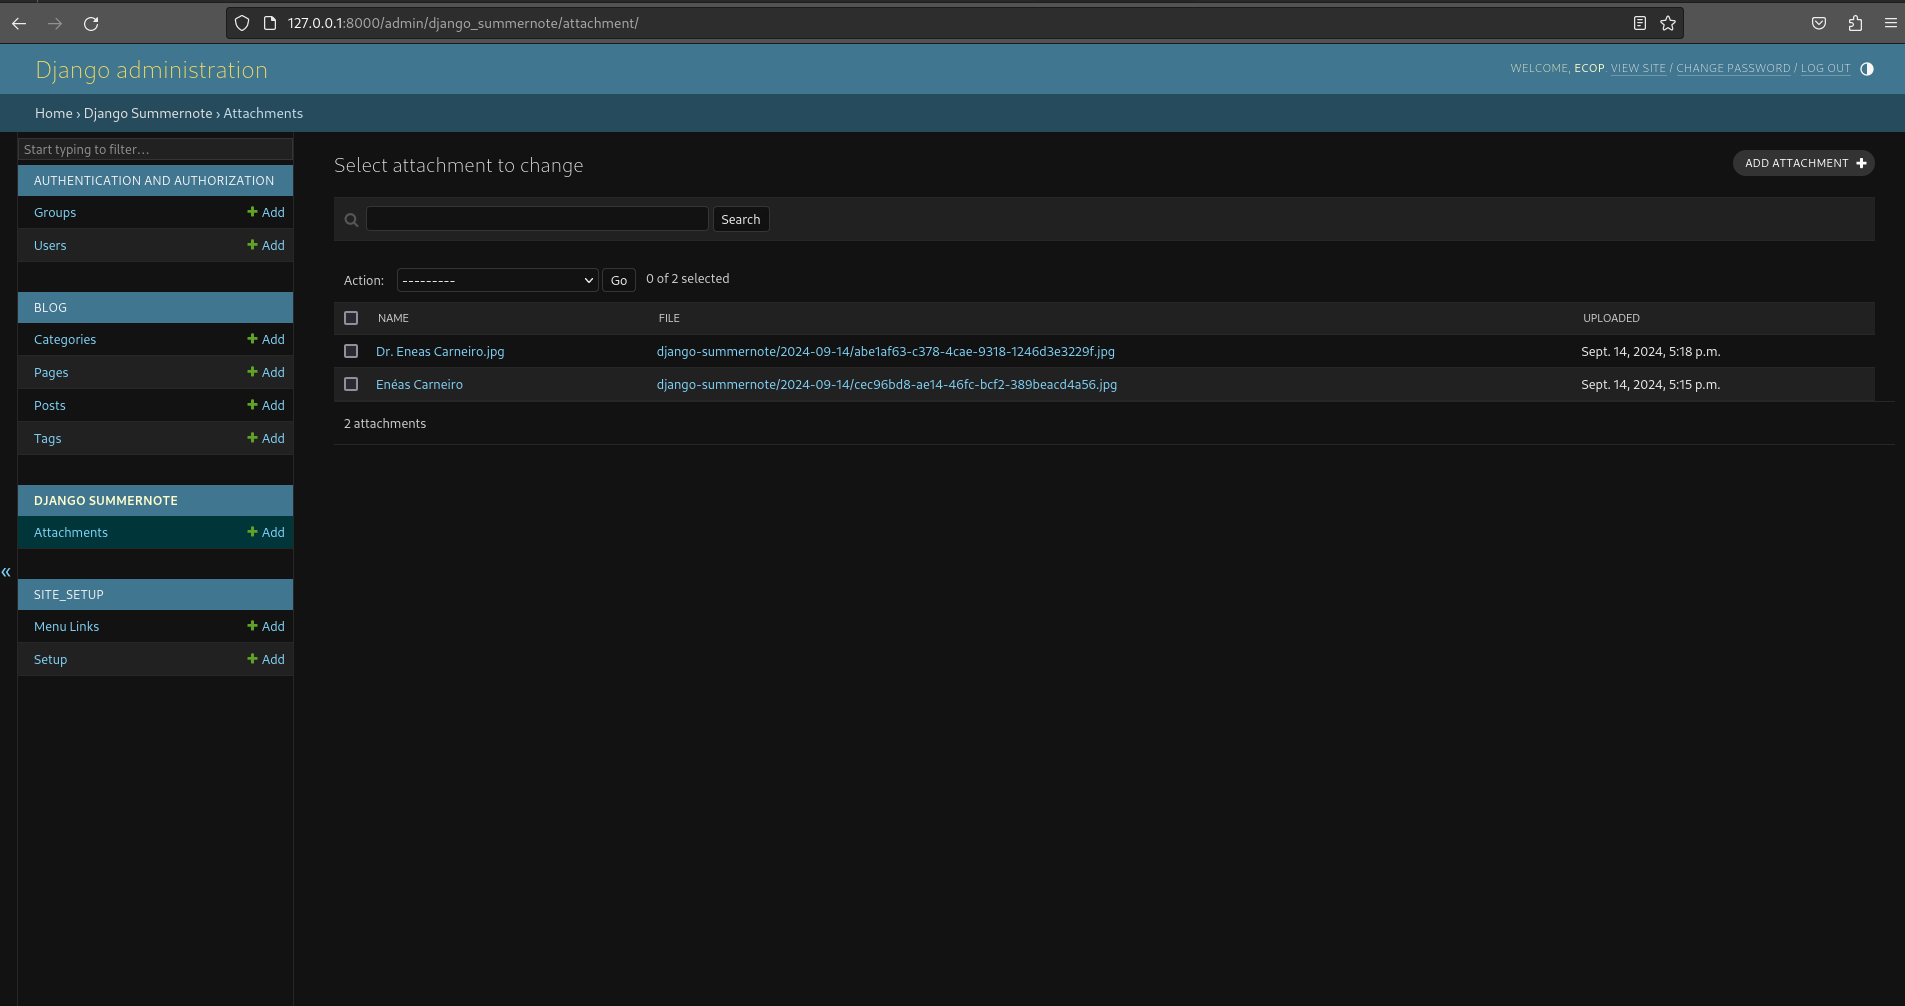 127.0.0.1:8000/admin/django_summernote/attachment/
Django administration
WELCOME, ECOP. VIEW SITE / CHANGE PASSWORD / LOG OUT
Home › Django Summernote › Attachments
Start typing to filter...
AUTHENTICATION AND AUTHORIZATION
Groups + Add
Users + Add
BLOG
Categories + Add
Pages + Add
Posts + Add
Tags + Add
DJANGO SUMMERNOTE
Attachments + Add
«
SITE_SETUP
Menu Links + Add
Setup + Add
Select attachment to change
ADD ATTACHMENT +
Search
Action: --------- Go 0 of 2 selected
NAME FILE UPLOADED
Dr. Eneas Carneiro.jpg django-summernote/2024-09-14/abe1af63-c378-4cae-9318-1246d3e3229f.jpg Sept. 14, 2024, 5:18 p.m.
Enéas Carneiro django-summernote/2024-09-14/cec96bd8-ae14-46fc-bcf2-389beacd4a56.jpg Sept. 14, 2024, 5:15 p.m.
2 attachments